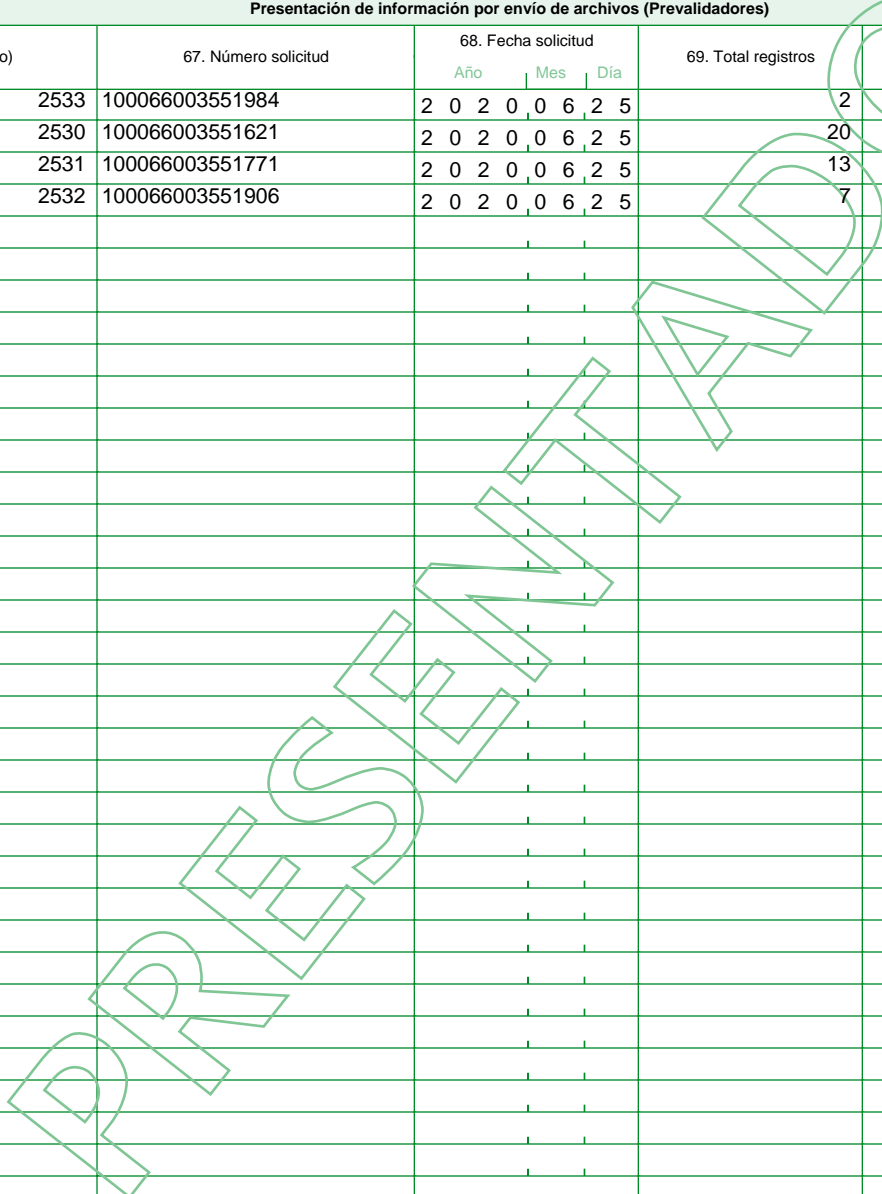 Presentación de información por envío de archivos (Prevalidadores)
o) 67. Número solicitud 68. Fecha solicitud 69. Total registros
Año Mes Día
2533 100066003551984 2 0 2 0 0 6 2 5 2
2530 100066003551621 2 0 2 0 0 6 2 5 20
2531 100066003551771 2 0 2 0 0 6 2 5 13
2532 100066003551906 2 0 2 0 0 6 2 5 7
PRESENTADO